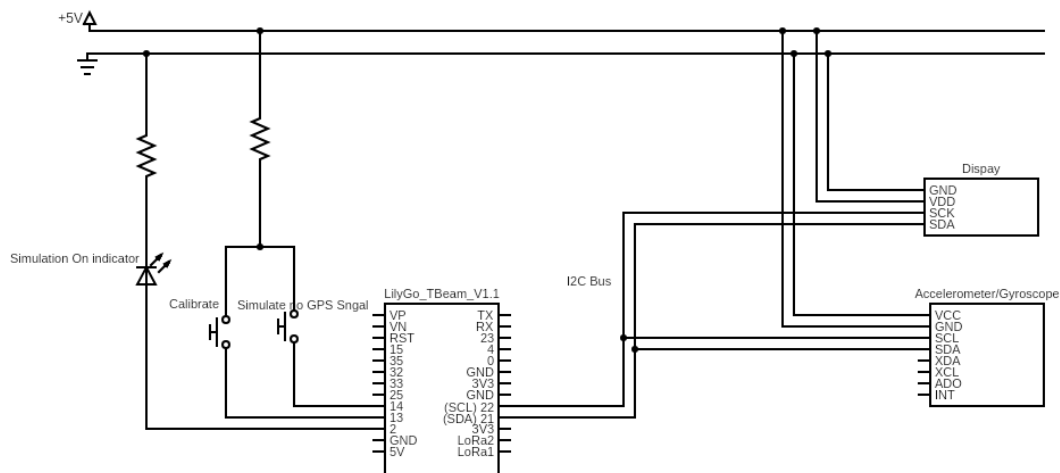 +5V
Dispay
GND
VDD
SCK
SDA
Simulation On indicator
I2C Bus
Calibrate
Simulate no GPS Sngal
LilyGo_TBeam_V1.1
VP
VN
RST
15
35
32
33
25
14
13
2
GND
5V
TX
RX
23
4
0
GND
3V3
GND
(SCL) 22
(SDA) 21
3V3
LoRa2
LoRa1
Accelerometer/Gyroscope
VCC
GND
SCL
SDA
XDA
XCL
ADO
INT